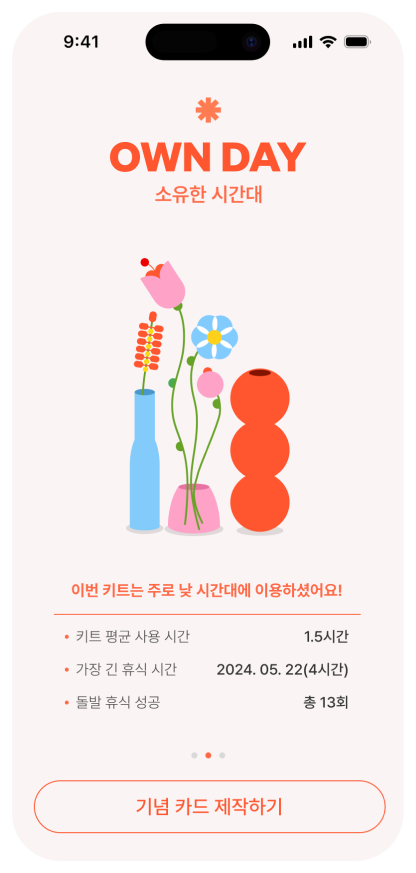 9:41
OWN DAY
소유한 시간대
이번 키트는 주로 낮 시간대에 이용하셨어요!
키트 평균 사용 시간 1.5시간
가장 긴 휴식 시간 2024. 05. 22(4시간)
돌발 휴식 성공 총 13회
기념 카드 제작하기